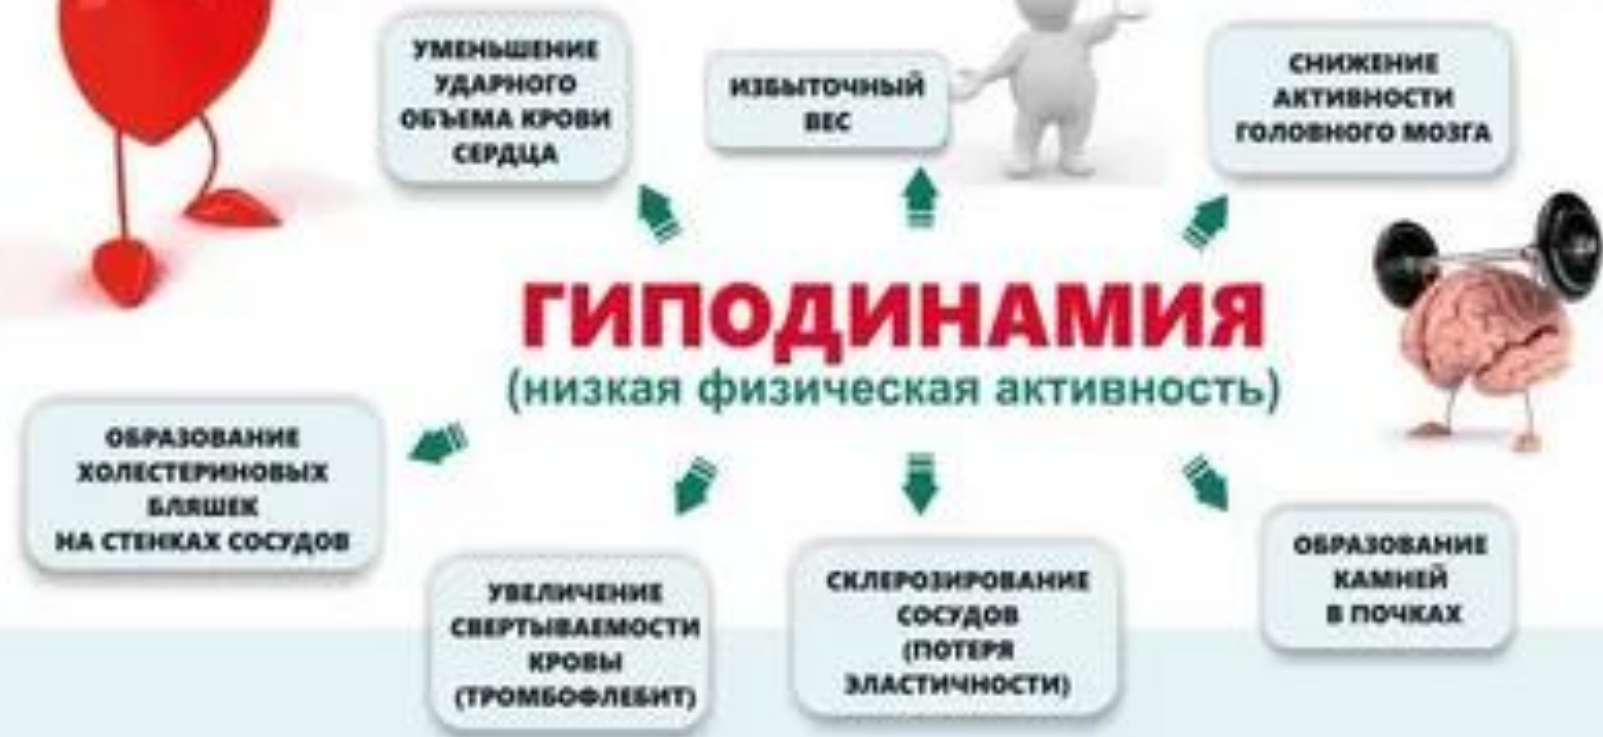 УМЕНЬШЕНИЕ
УДАРНОГО
ОБЪЕМА КРОВИ
СЕРДЦА
ИЗБЫТОЧНЫЙ
ВЕС
СНИЖЕНИЕ
АКТИВНОСТИ
ГОЛОВНОГО МОЗГА
ГИПОДИНАМИЯ
(низкая физическая активность)
ОБРАЗОВАНИЕ
ХОЛЕСТЕРИНОВЫХ
БЛЯШЕК
НА СТЕНКАХ СОСУДОВ
УВЕЛИЧЕНИЕ
СВЕРТЫВАЕМОСТИ
КРОВЫ
(ТРОМБОФЛЕБИТ)
СКЛЕРОЗИРОВАНИЕ
СОСУДОВ
(ПОТЕРЯ
ЭЛАСТИЧНОСТИ)
ОБРАЗОВАНИЕ
КАМНЕЙ
В ПОЧКАХ